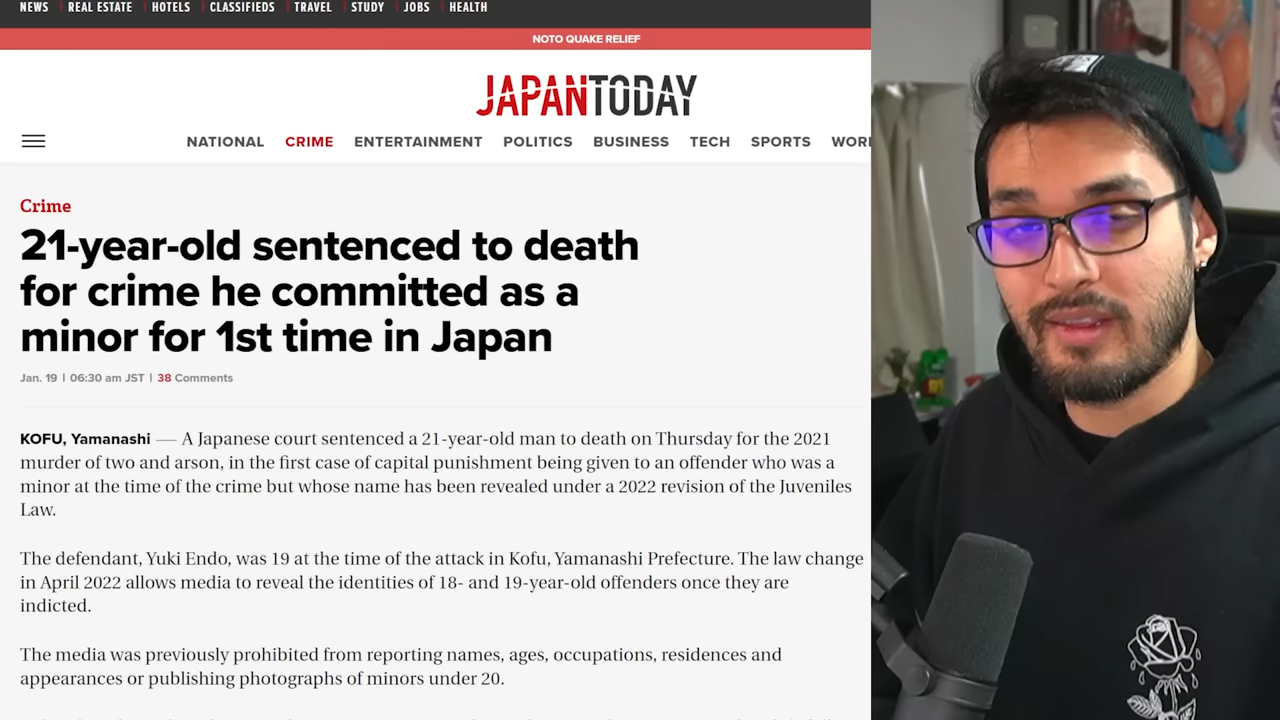 NEWS REAL ESTATE HOTELS CLASSIFIEDS TRAVEL STUDY JOBS HEALTH
NOTO QUAKE RELIEF
JAPANTODAY
NATIONAL CRIME ENTERTAINMENT POLITICS BUSINESS TECH SPORTS
Crime
21-year-old sentenced to death
for crime he committed as a
minor for 1st time in Japan
Jan. 19 | 06:30 am JST | 38 Comments
KOFU, Yamanashi — A Japanese court sentenced a 21-year-old man to death on Thursday for the 2021
murder of two and arson, in the first case of capital punishment being given to an offender who was a
minor at the time of the crime but whose name has been revealed under a 2022 revision of the Juveniles
Law.
The defendant, Yuki Endo, was 19 at the time of the attack in Kofu, Yamanashi Prefecture. The law change
in April 2022 allows media to reveal the identities of 18- and 19-year-old offenders once they are
indicted.
The media was previously prohibited from reporting names, ages, occupations, residences and
appearances or publishing photographs of minors under 20.